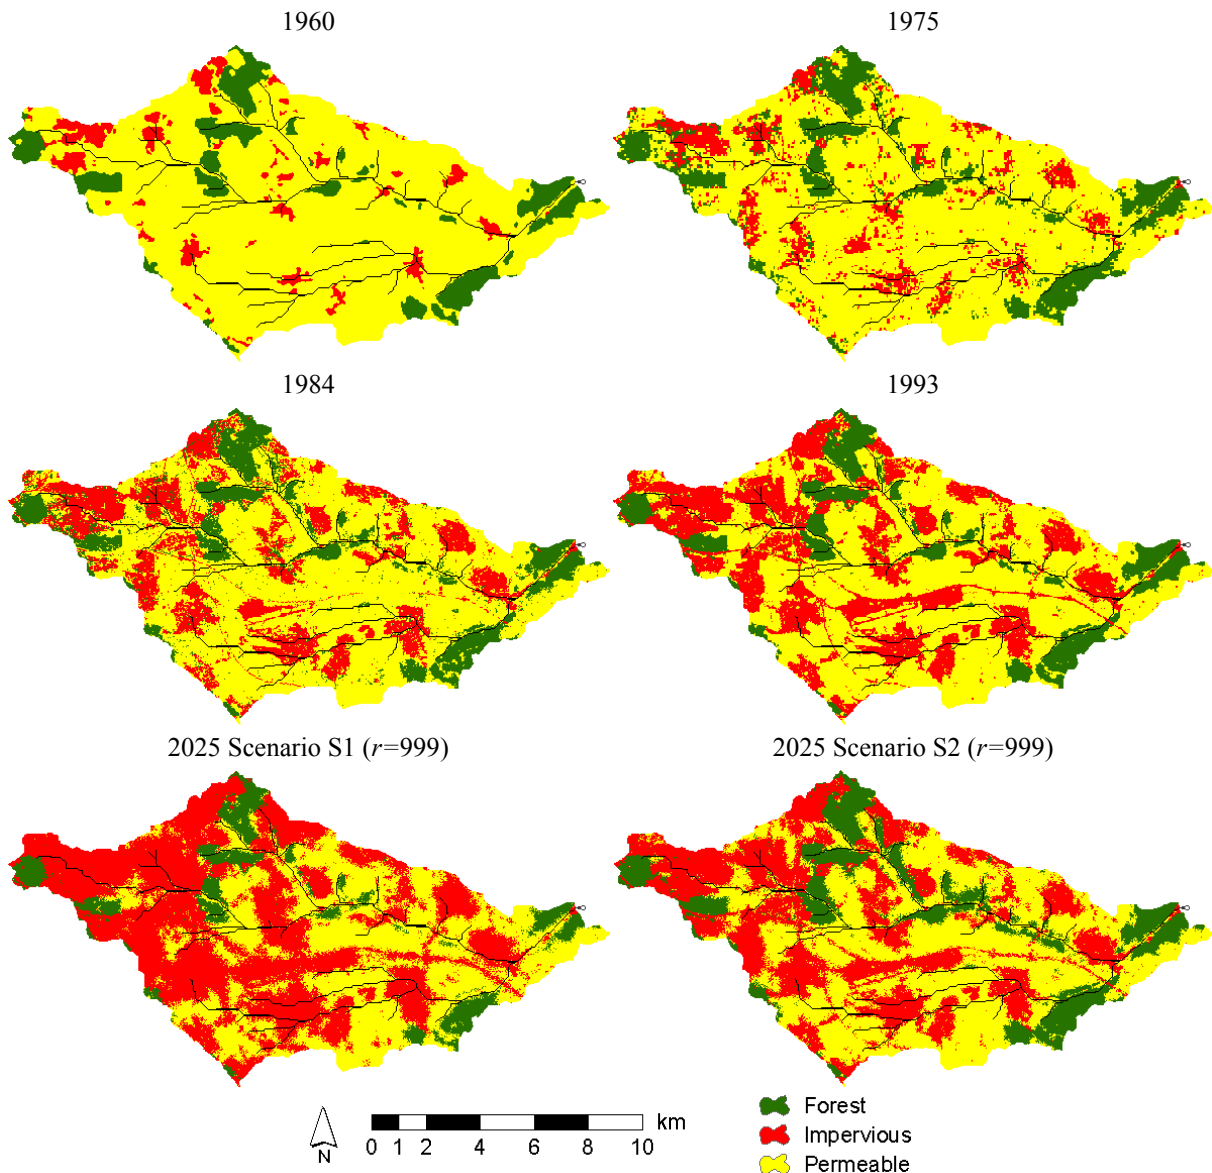 1960 1975
1984 1993
2025 Scenario S1 (r=999) 2025 Scenario S2 (r=999)
Forest
km
Impervious
0 1 2 4 6 8 10
N
Permeable